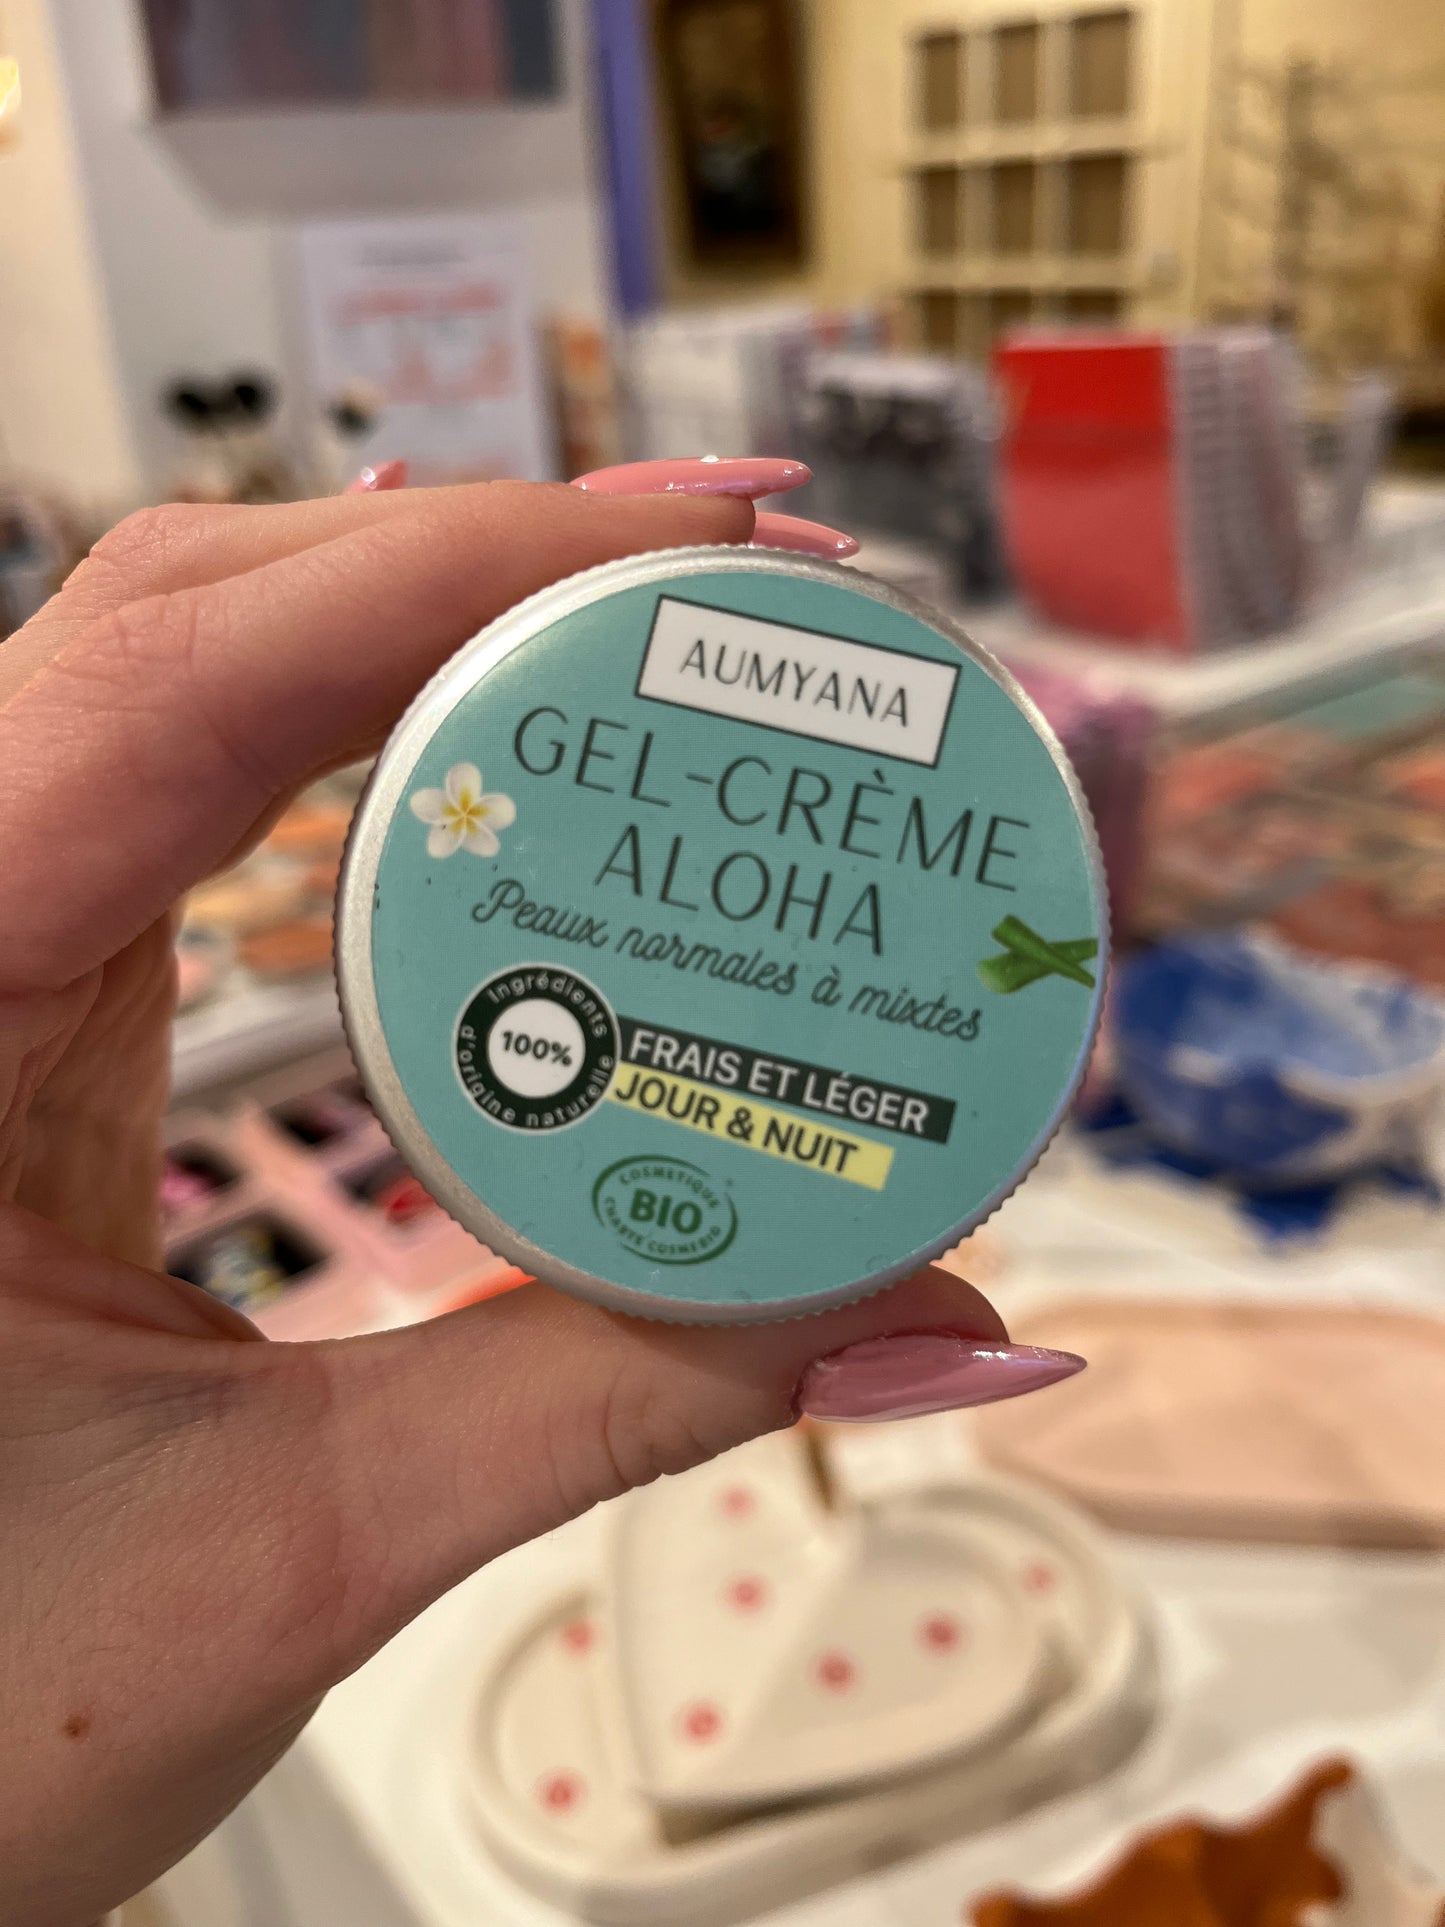 AUMYANA
GEL-CRÈME
ALOHA
Peaux normales à mixtes
Ingrédients
100%
d'origine naturelle
FRAIS ET LÉGER
JOUR & NUIT
COSMETIQUE
BIO
CHARTE COSMEBIO